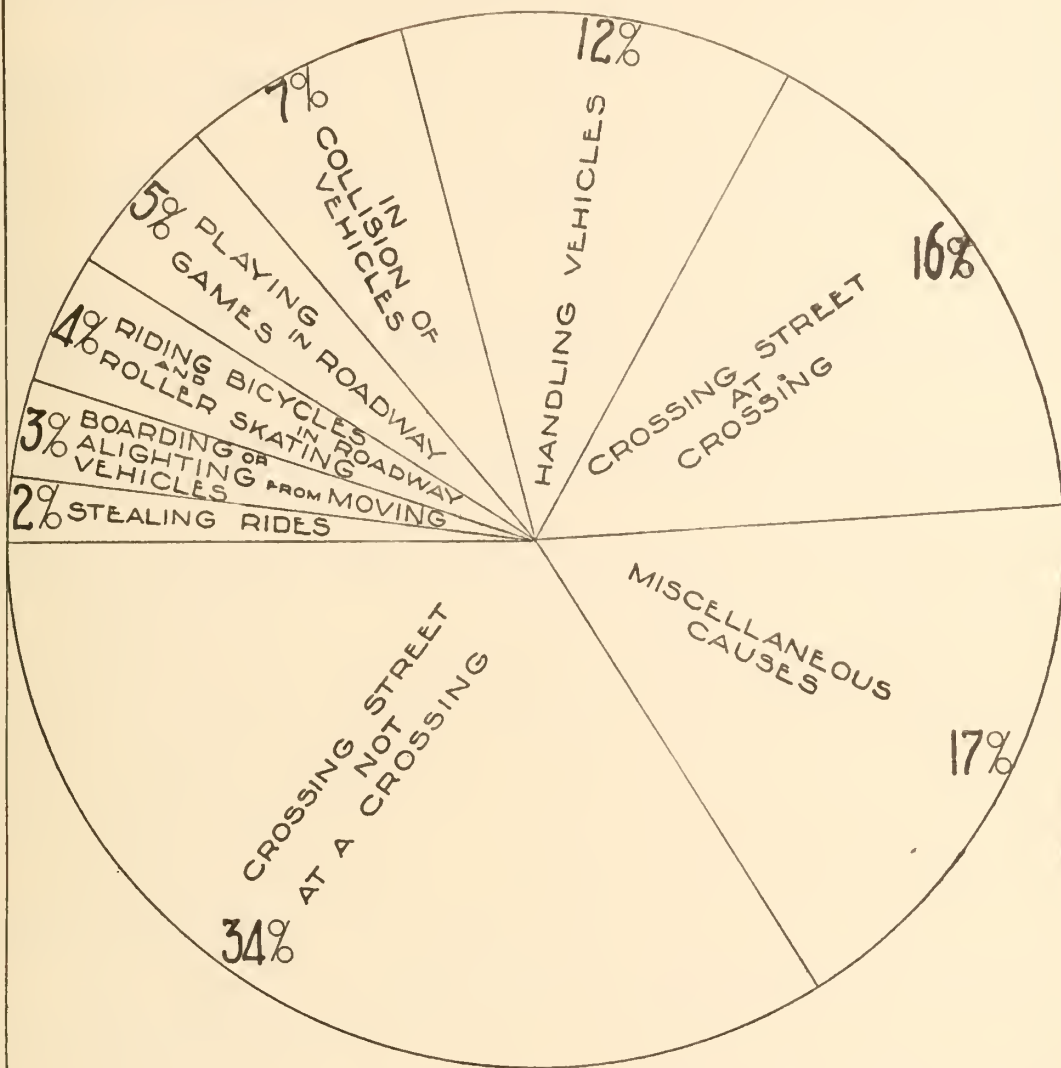 12%
HANDLING VEHICLES
16%
CROSSING STREET
AT
CROSSING
17%
MISCELLANEOUS
CAUSES
34%
CROSSING STREET
NOT
AT A CROSSING
2% STEALING RIDES
3% BOARDING OR
ALIGHTING FROM MOVING
VEHICLES
4% RIDING BICYCLES
AND IN ROADWAY
ROLLER SKATING
5% PLAYING
GAMES IN ROADWAY
7%
IN
COLLISION OF
VEHICLES